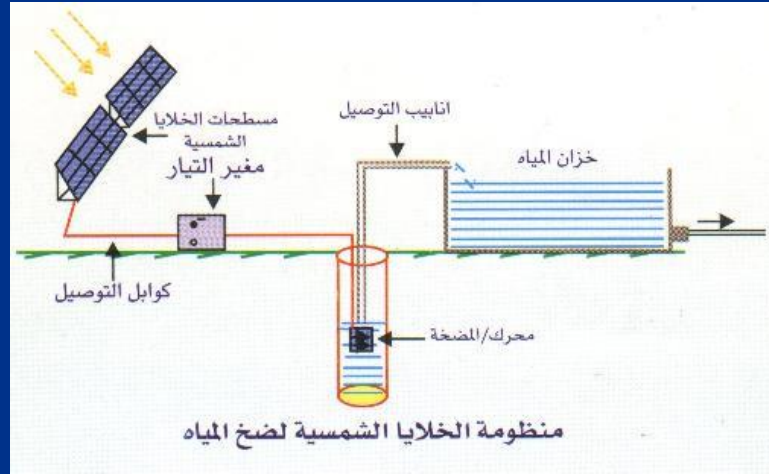 انابيب التوصيل
خزان المياه
مسطحات الخلايا
الشمسية
مغير التيار
كوابل التوصيل
محرك/المضخة
منظومة الخلايا الشمسية لضخ المياه